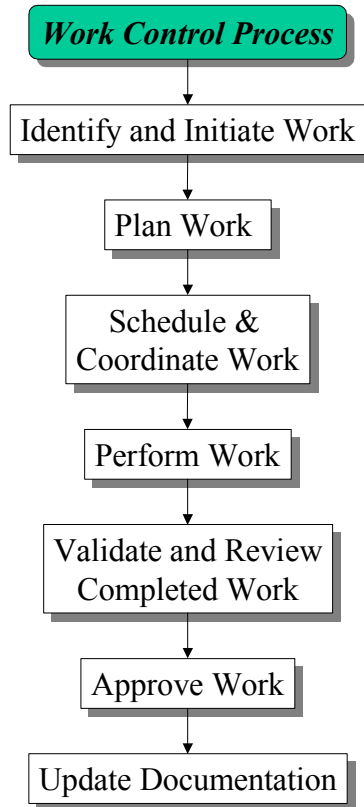 Work Control Process
Identify and Initiate Work
Plan Work
Schedule &
Coordinate Work
Perform Work
Validate and Review
Completed Work
Approve Work
Update Documentation